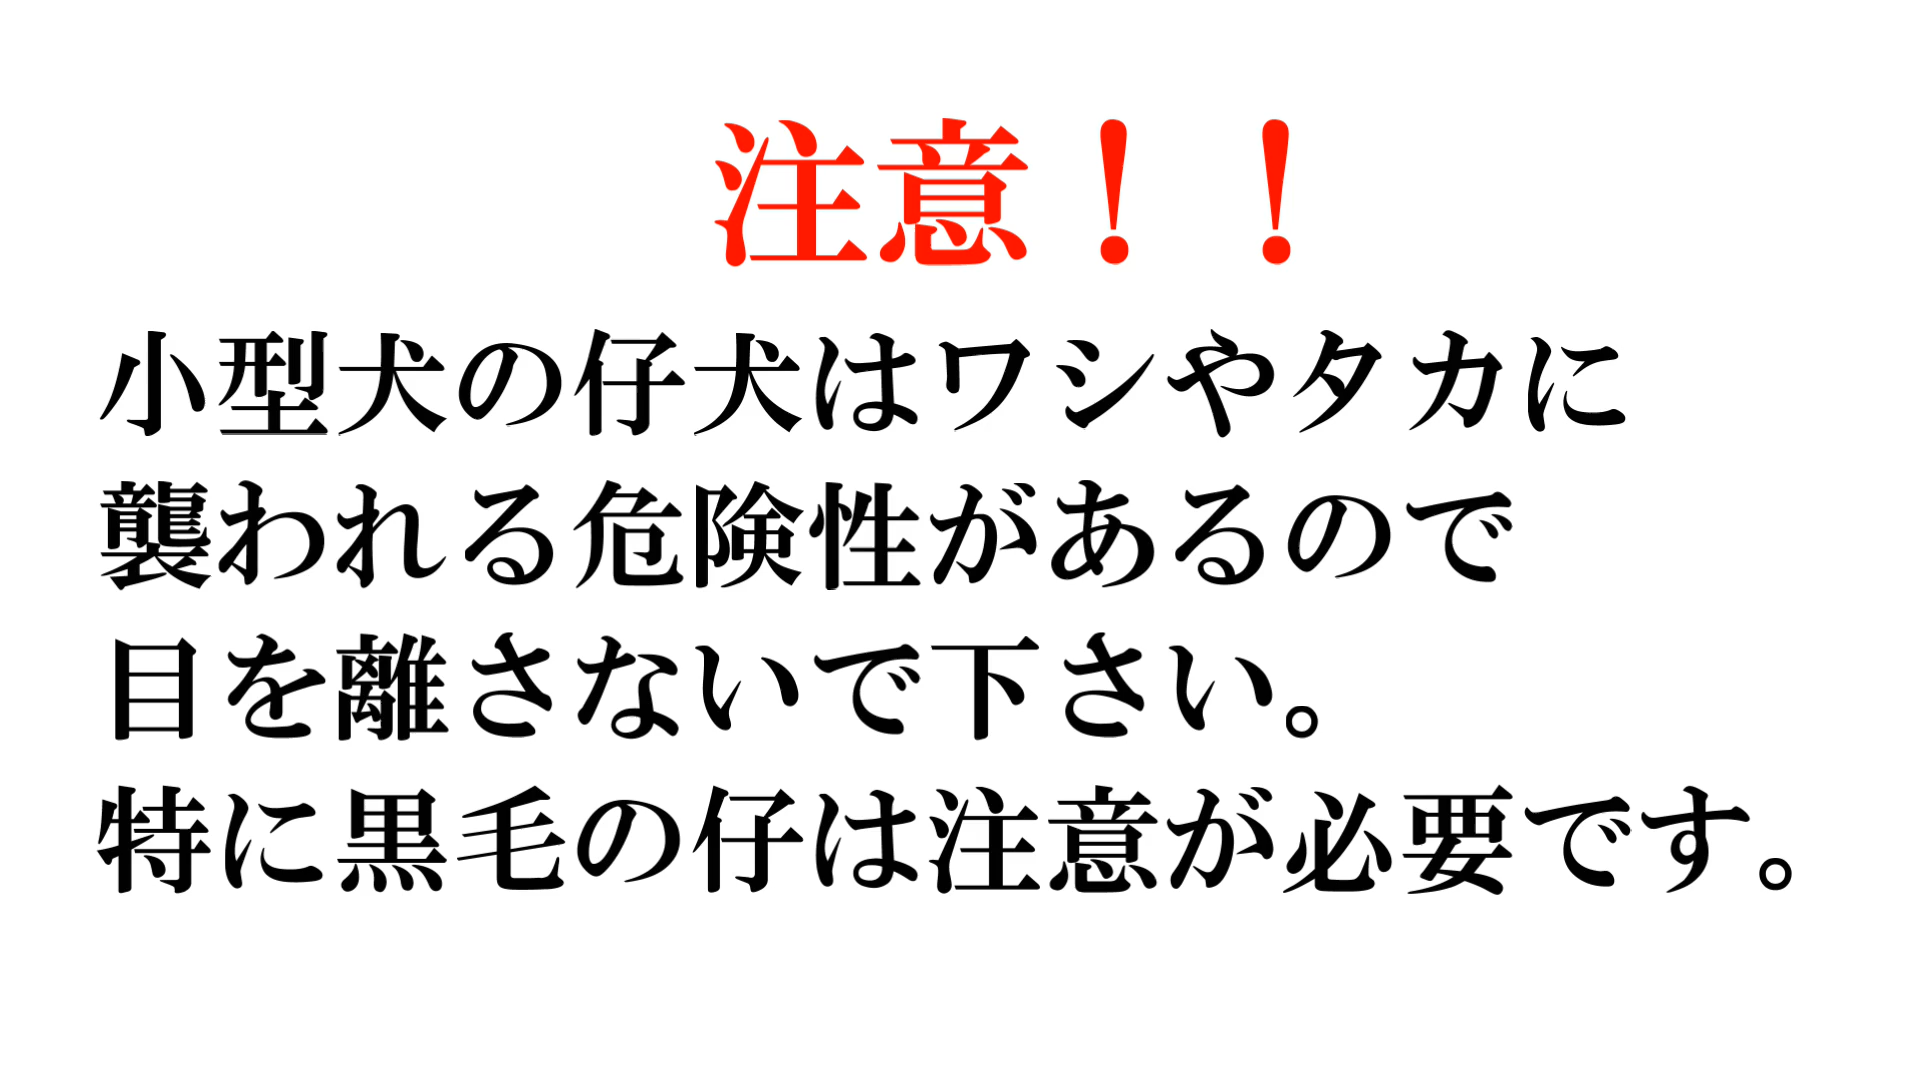 注意！！
小型犬の仔犬はワシやタカに
襲われる危険性があるので
目を離さないで下さい。
特に黒毛の仔は注意が必要です。